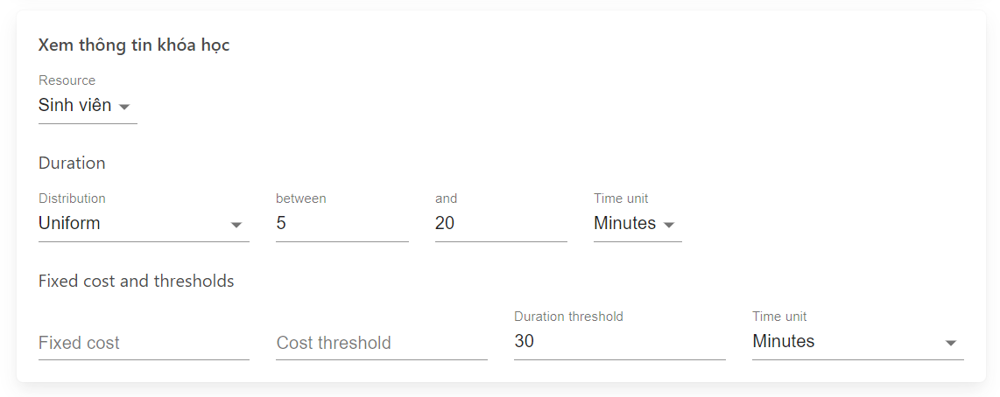 Xem thông tin khóa học
Resource
Sinh viên
Duration
Distribution between and Time unit
Uniform 5 20 Minutes
Fixed cost and thresholds
Duration threshold Time unit
Fixed cost Cost threshold 30 Minutes